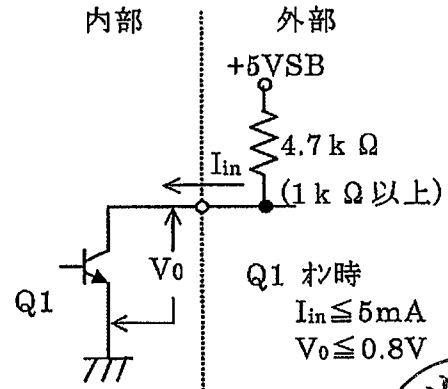 内部
外部
+5VSB
4.7kΩ
Iin
(1kΩ以上)
V0
Q1
Q1 ｵﾝ時
Iin≦5mA
V0≦0.8V